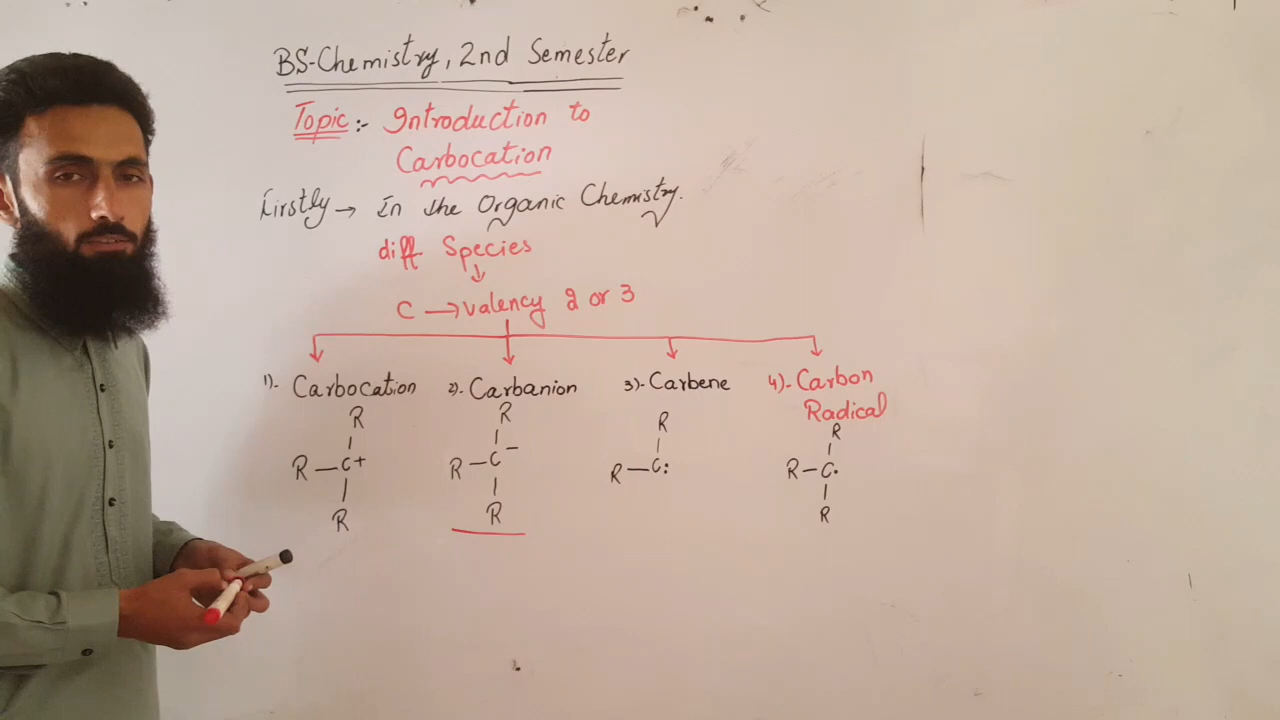 BS-Chemistry, 2nd Semester
Topic:- Introduction to
Carbocation
Firstly → In the Organic Chemistry.
diff Species
↓
C → valency 2 or 3
1)- Carbocation 2)- Carbanion 3)- Carbene 4)- Carbon
Radical
R R R R
R—C+ R—C− R—C: R—C•
R R R